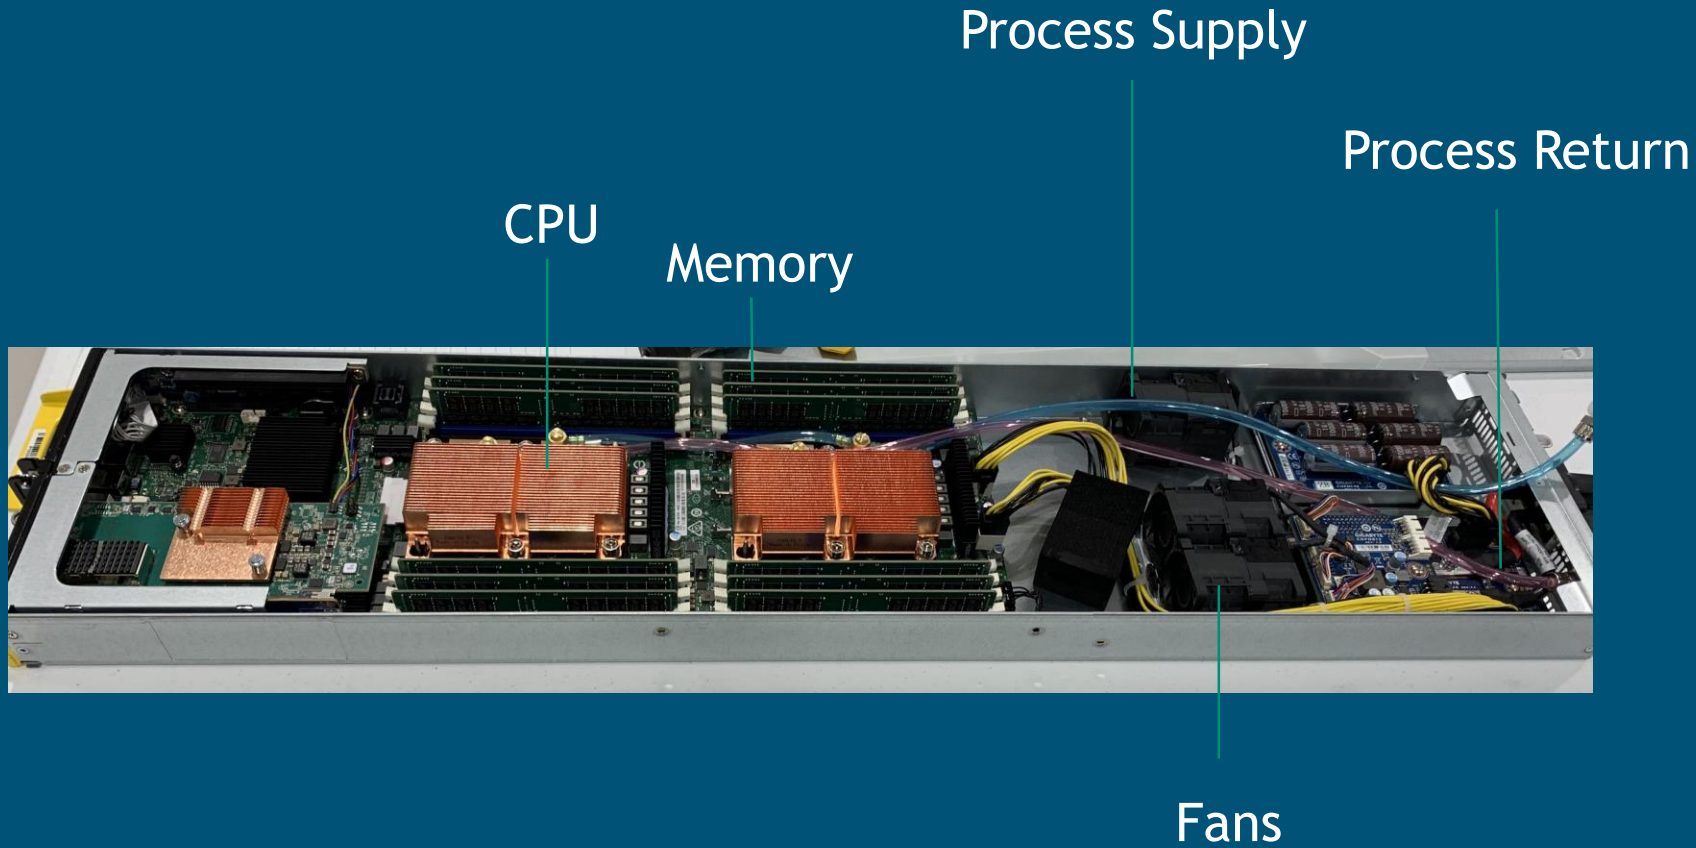 Process Supply
Process Return
CPU
Memory
Fans